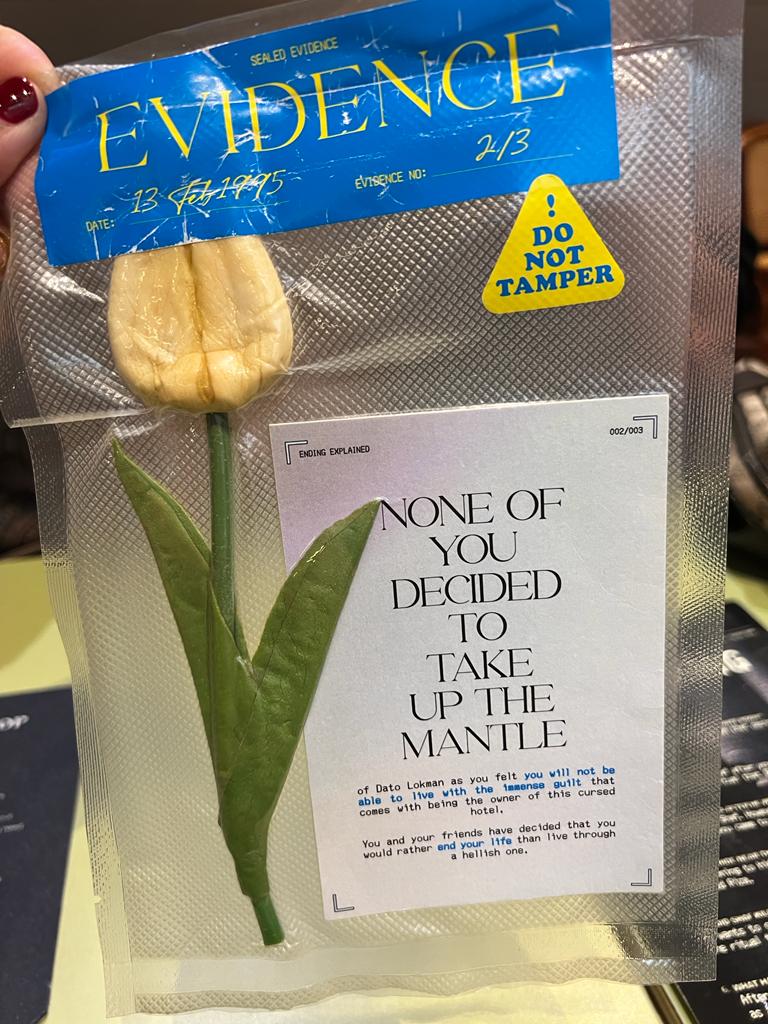 SEALED EVIDENCE
EVIDENCE
DATE: 13 Feb 1995
EVIDENCE NO: 2/3
!
DO
NOT
TAMPER
ENDING EXPLAINED
002/003
NONE OF
YOU
DECIDED
TO
TAKE
UP THE
MANTLE
of Dato Lokman as you felt you will not be
able to live with the immense guilt that
comes with being the owner of this cursed
hotel.
You and your friends have decided that you
would rather end your life than live through
a hellish one.